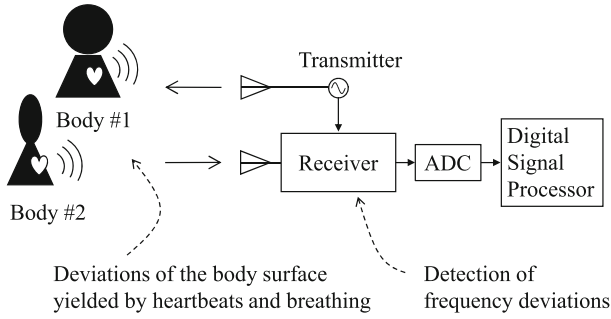 Transmitter
Body #1
Receiver
ADC
Digital
Signal
Processor
Body #2
Deviations of the body surface
yielded by heartbeats and breathing
Detection of
frequency deviations